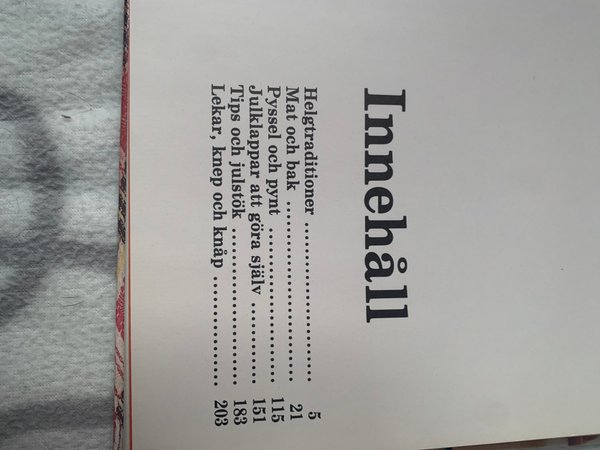 Innehåll
Helgtraditioner .......................... 5
Mat och bak ............................ 21
Pyssel och pynt ........................ 115
Julklappar att göra själv ............ 151
Tips och julstök ........................ 183
Lekar, knep och knåp ................ 203